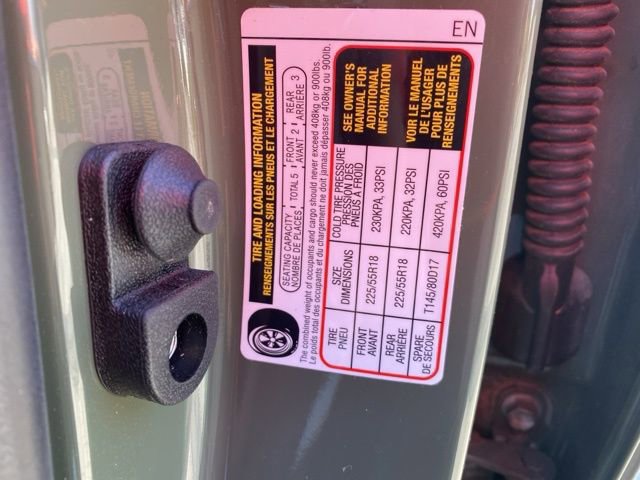 EN
TIRE AND LOADING INFORMATION
RENSEIGNEMENTS SUR LES PNEUS ET LE CHARGEMENT
SEATING CAPACITY
NOMBRE DE PLACES
TOTAL 5
FRONT 2
AVANT
REAR 3
ARRIÈRE
The combined weight of occupants and cargo should never exceed 408kg or 900lbs.
Le poids total des occupants et du chargement ne doit jamais dépasser 408kg ou 900lb.
TIRE
PNEU
SIZE
DIMENSIONS
COLD TIRE PRESSURE
PRESSION DES
PNEUS A FROID
SEE OWNER'S
MANUAL FOR
ADDITIONAL
INFORMATION
FRONT
AVANT
225/55R18
230KPA, 33PSI
REAR
ARRIÈRE
225/55R18
220KPA, 32PSI
VOIR LE MANUEL
DE L'USAGER
POUR PLUS DE
RENSEIGNEMENTS
SPARE
DE SECOURS
T145/80D17
420KPA, 60PSI